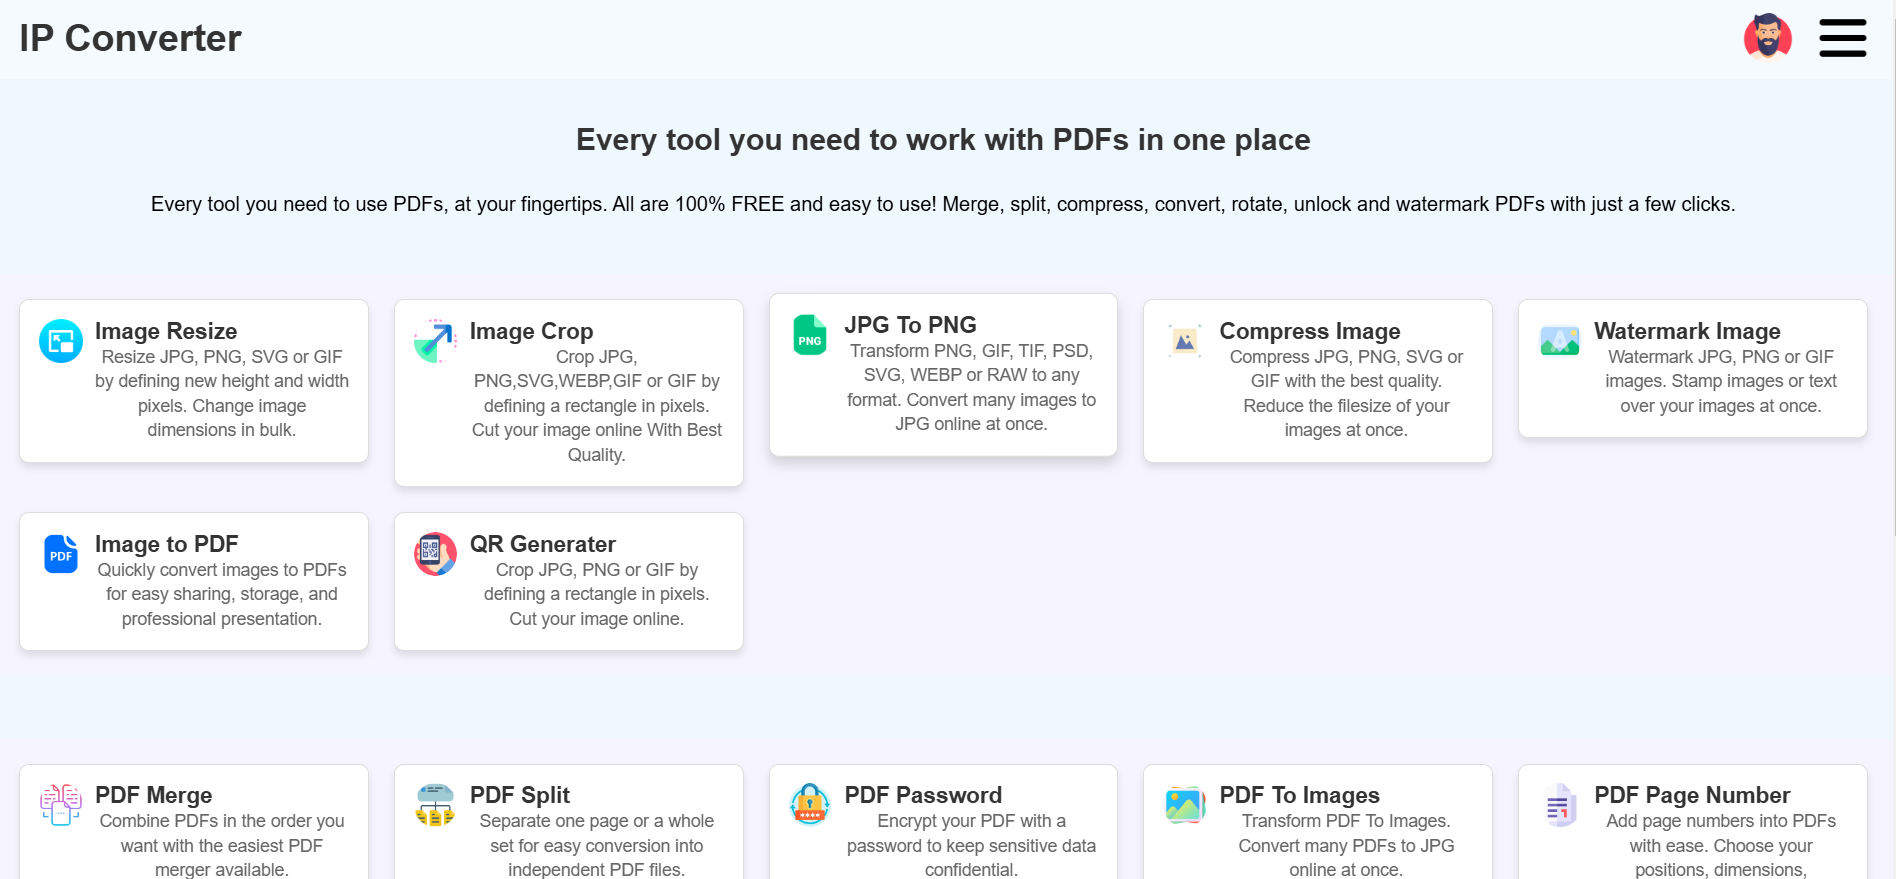 IP Converter
Every tool you need to work with PDFs in one place
Every tool you need to use PDFs, at your fingertips. All are 100% FREE and easy to use! Merge, split, compress, convert, rotate, unlock and watermark PDFs with just a few clicks.
Image Resize
Resize JPG, PNG, SVG or GIF
by defining new height and width
pixels. Change image
dimensions in bulk.
Image Crop
Crop JPG,
PNG,SVG,WEBP,GIF or GIF by
defining a rectangle in pixels.
Cut your image online With Best
Quality.
PNG
JPG To PNG
Transform PNG, GIF, TIF, PSD,
SVG, WEBP or RAW to any
format. Convert many images to
JPG online at once.
Compress Image
Compress JPG, PNG, SVG or
GIF with the best quality.
Reduce the filesize of your
images at once.
Watermark Image
Watermark JPG, PNG or GIF
images. Stamp images or text
over your images at once.
PDF
Image to PDF
Quickly convert images to PDFs
for easy sharing, storage, and
professional presentation.
QR Generater
Crop JPG, PNG or GIF by
defining a rectangle in pixels.
Cut your image online.
PDF Merge
Combine PDFs in the order you
want with the easiest PDF
merger available.
PDF Split
Separate one page or a whole
set for easy conversion into
independent PDF files.
PDF Password
Encrypt your PDF with a
password to keep sensitive data
confidential.
PDF To Images
Transform PDF To Images.
Convert many PDFs to JPG
online at once.
PDF Page Number
Add page numbers into PDFs
with ease. Choose your
positions, dimensions,